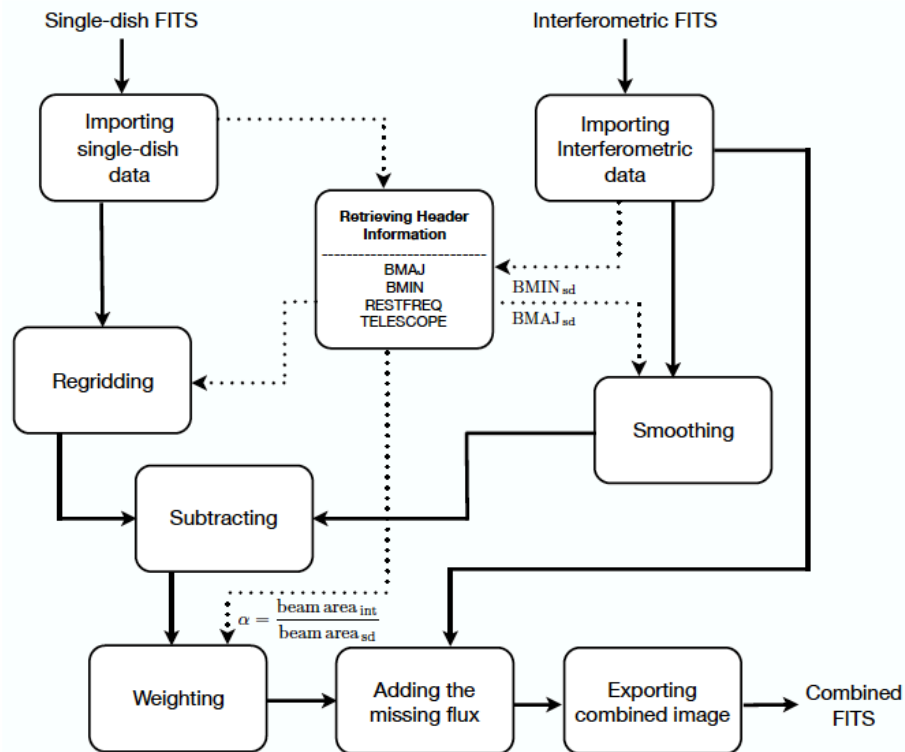 Single-dish FITS
Interferometric FITS
Importing
single-dish
data
Importing
Interferometric
data
Retrieving Header
Information
BMAJ
BMIN
RESTFREQ
TELESCOPE
BMIN sd
BMAJ sd
Regridding
Smoothing
Subtracting
α = beam area int / beam area sd
Weighting
Adding the
missing flux
Exporting
combined image
Combined
FITS